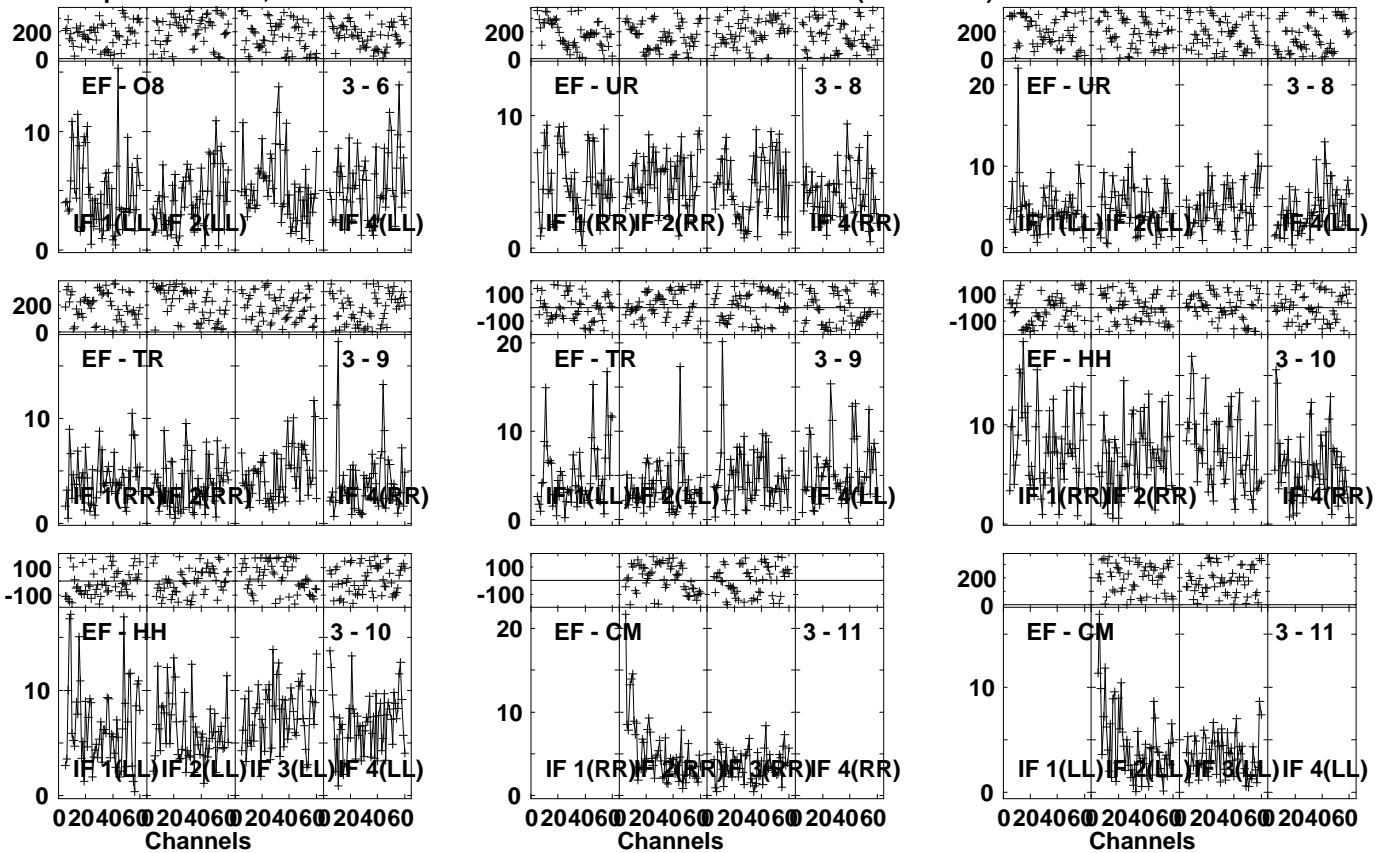 200
0
200
0
200
0
EF - O8 3 - 6
10
0
IF 1(LL) IF 2(LL) IF 4(LL)
EF - UR 3 - 8
10
0
IF 1(RR) IF 2(RR) IF 4(RR)
EF - UR 3 - 8
20
10
0
IF 1(LL) IF 2(LL) IF 4(LL)
200
0
100
-100
100
-100
EF - TR 3 - 9
10
0
IF 1(RR) IF 2(RR) IF 4(RR)
EF - TR 3 - 9
20
10
0
IF 1(LL) IF 2(LL) IF 4(LL)
EF - HH 3 - 10
10
0
IF 1(RR) IF 2(RR) IF 4(RR)
100
-100
100
-100
200
0
EF - HH 3 - 10
10
0
IF 1(LL) IF 2(LL) IF 3(LL) IF 4(LL)
EF - CM 3 - 11
20
10
0
IF 1(RR) IF 2(RR) IF 3(RR) IF 4(RR)
EF - CM 3 - 11
10
0
IF 1(LL) IF 2(LL) IF 3(LL) IF 4(LL)
0 20 40 60 0 20 40 60 0 20 40 60 0 20 40 60
Channels
0 20 40 60 0 20 40 60 0 20 40 60 0 20 40 60
Channels
0 20 40 60 0 20 40 60 0 20 40 60 0 20 40 60
Channels